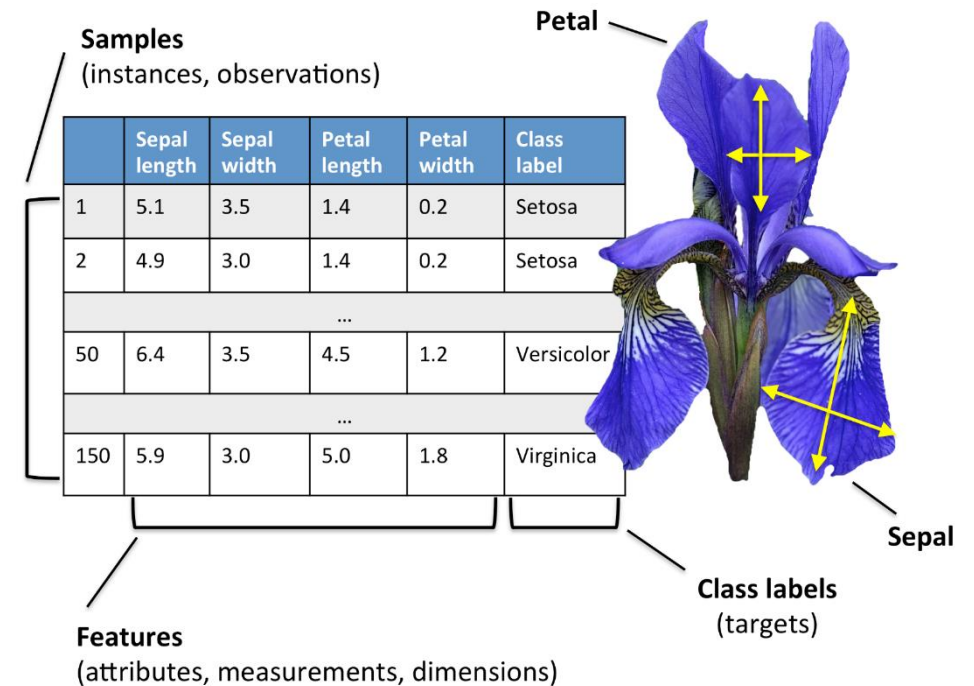 Samples
(instances, observations)
Petal
Sepal length Sepal width Petal length Petal width Class label
1 5.1 3.5 1.4 0.2 Setosa
2 4.9 3.0 1.4 0.2 Setosa
...
50 6.4 3.5 4.5 1.2 Versicolor
...
150 5.9 3.0 5.0 1.8 Virginica
Sepal
Class labels
(targets)
Features
(attributes, measurements, dimensions)